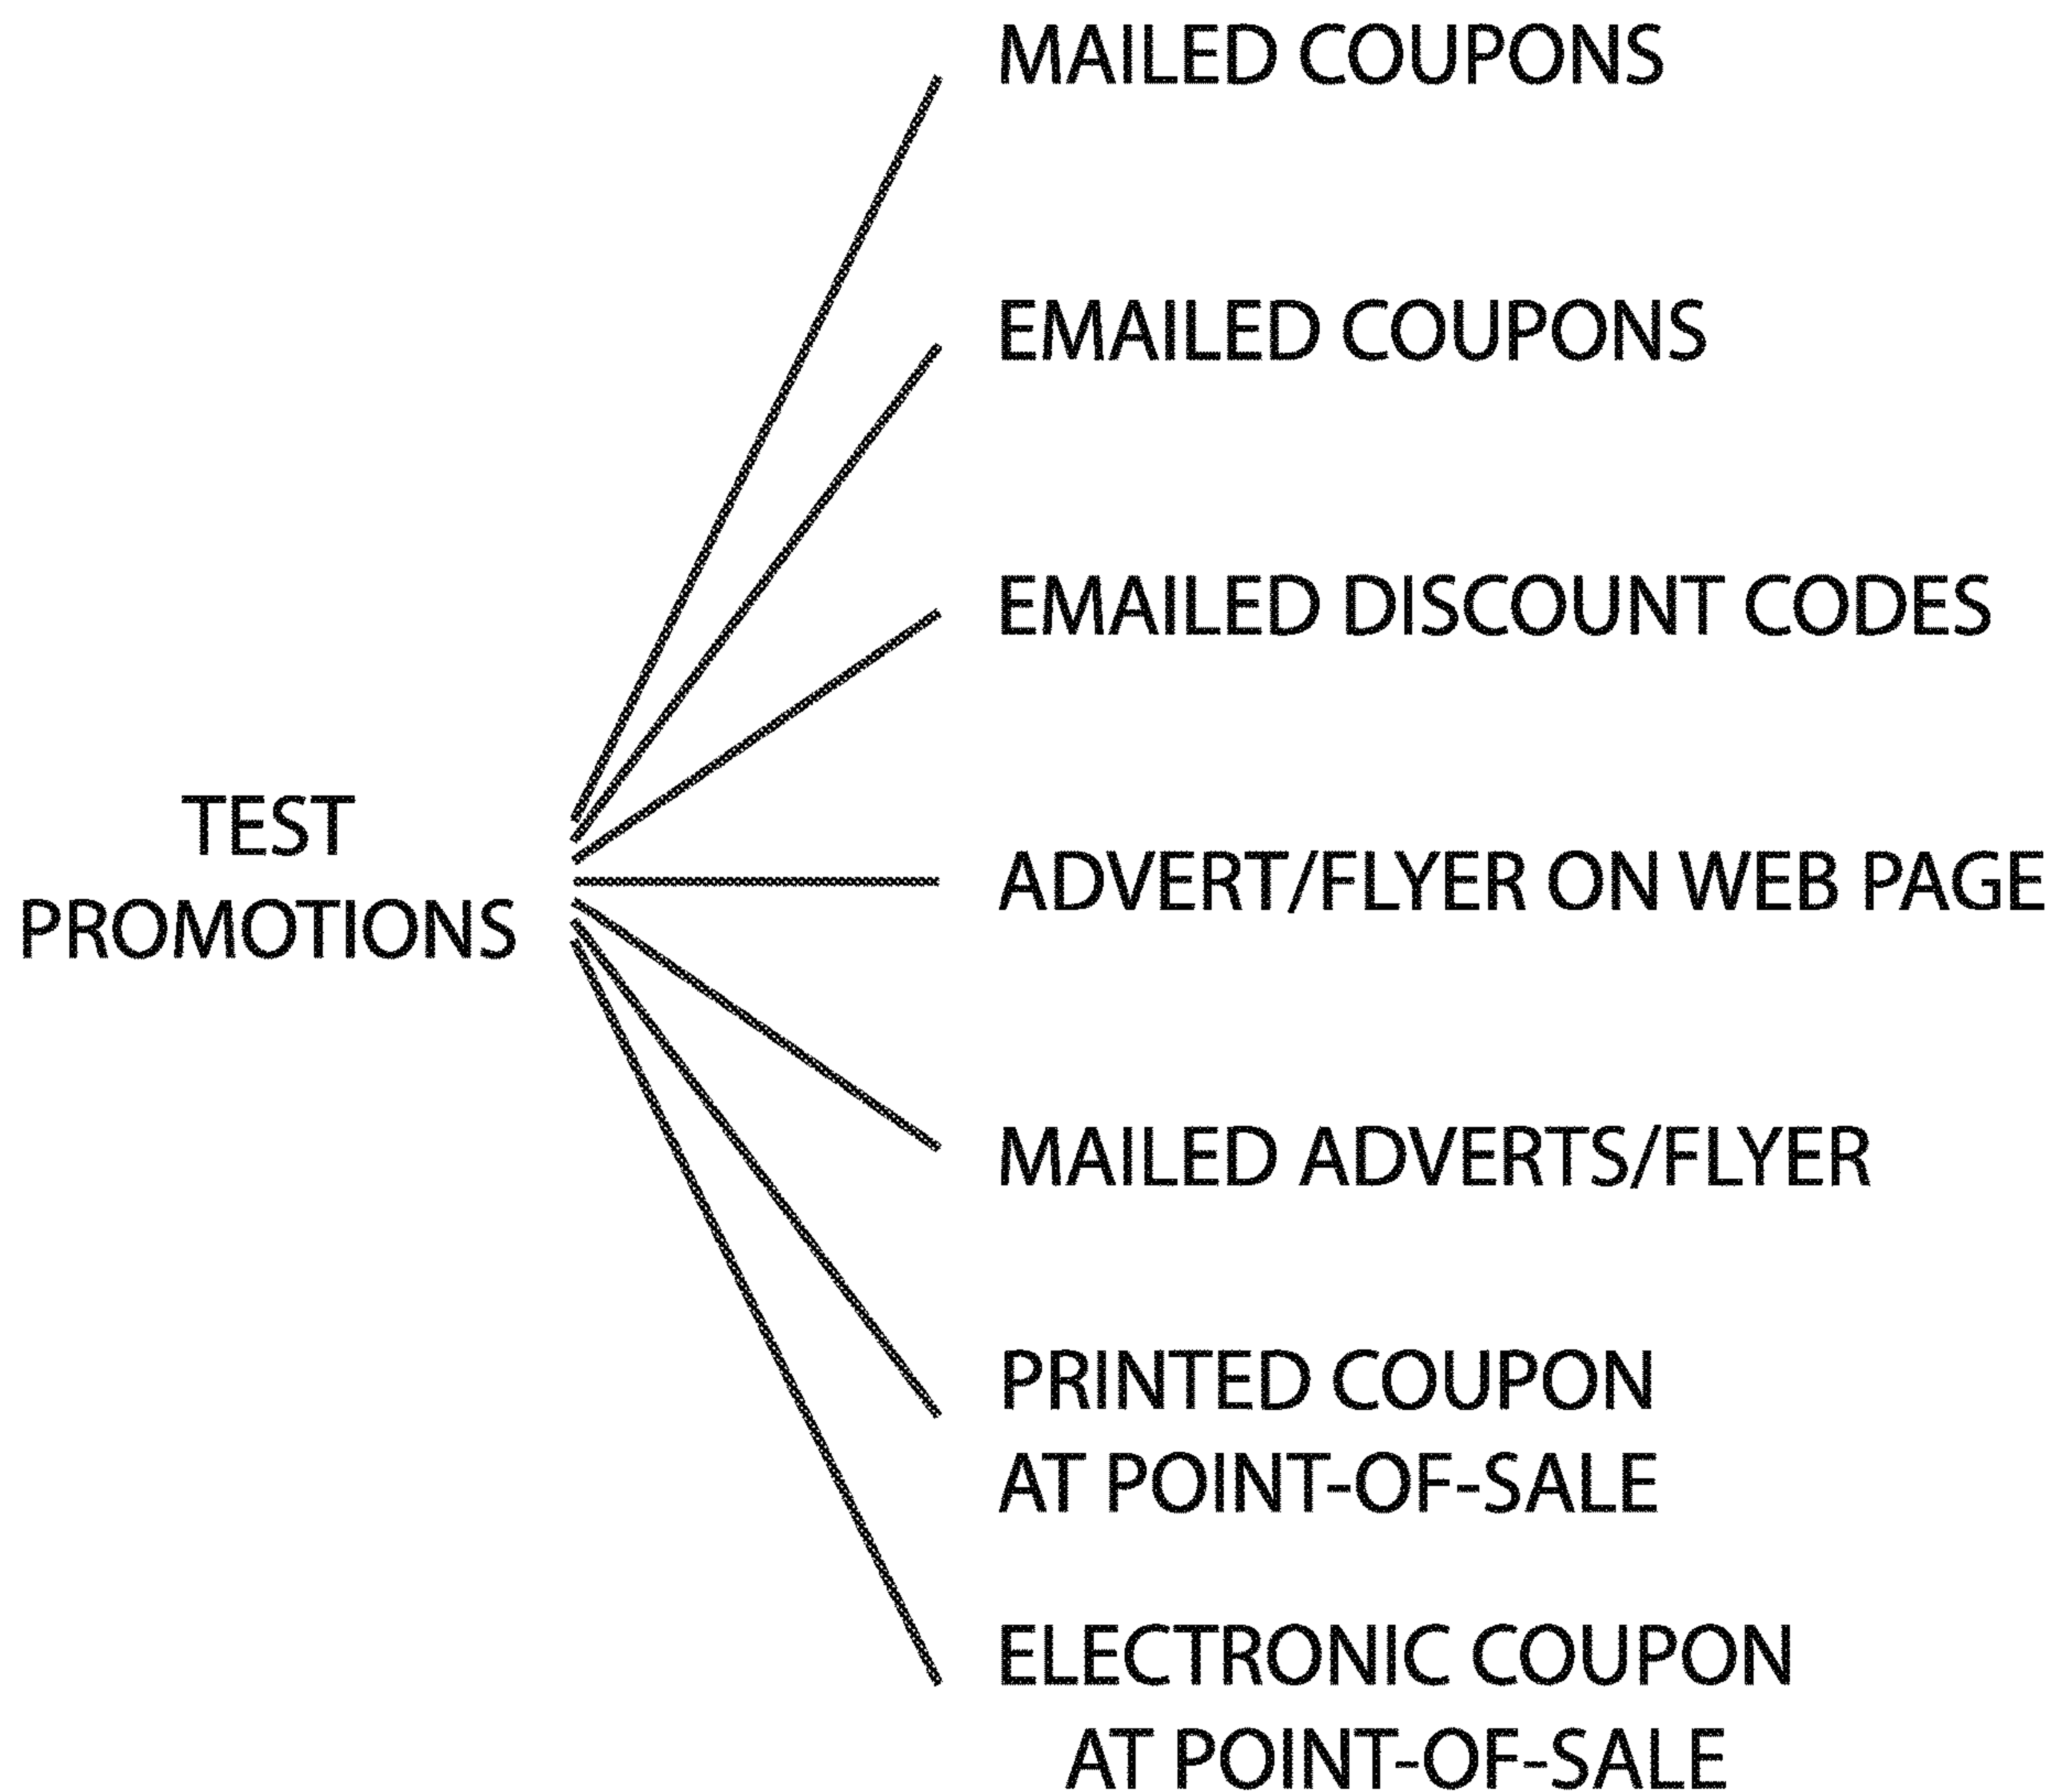 MAILED COUPONS
EMAILED COUPONS
EMAILED DISCOUNT CODES
TEST
PROMOTIONS
ADVERT/FLYER ON WEB PAGE
MAILED ADVERTS/FLYER
PRINTED COUPON
AT POINT-OF-SALE
ELECTRONIC COUPON
AT POINT-OF-SALE